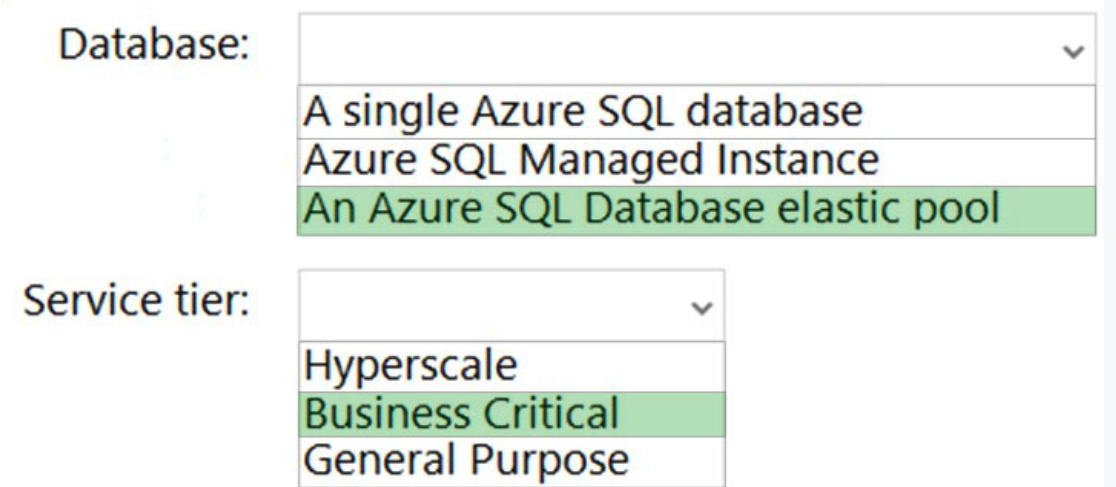 Database:
A single Azure SQL database
Azure SQL Managed Instance
An Azure SQL Database elastic pool
Service tier:
Hyperscale
Business Critical
General Purpose